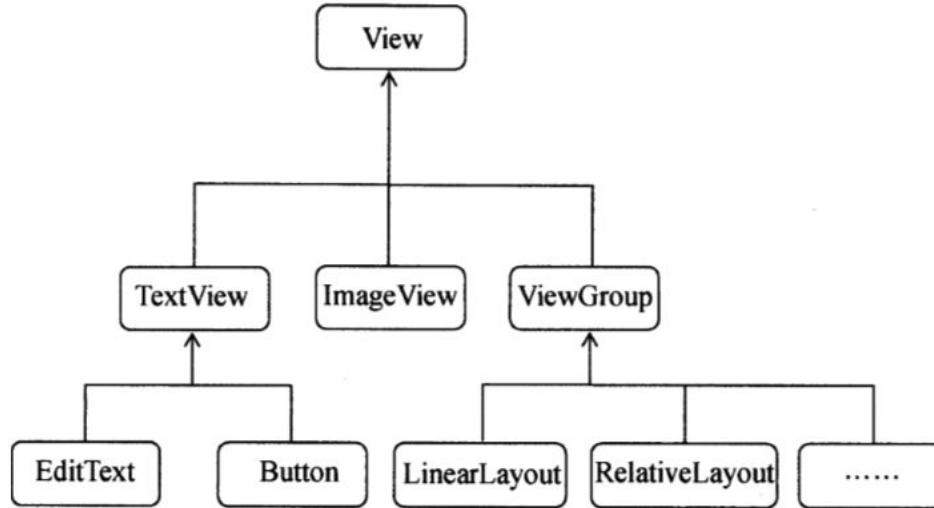 View
TextView
ImageView
ViewGroup
EditText
Button
LinearLayout
RelativeLayout
……